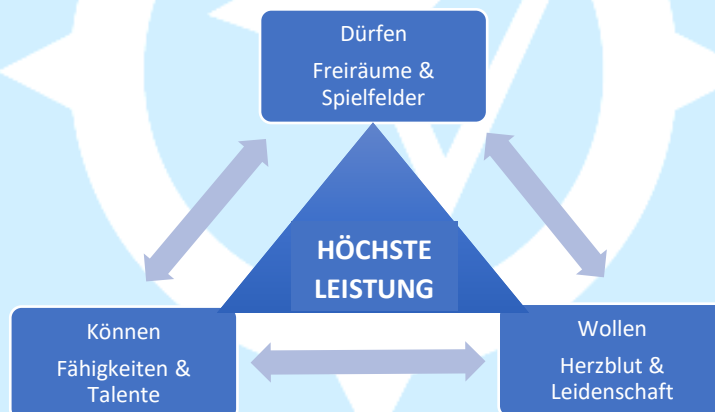 Dürfen
Freiräume &
Spielfelder
HÖCHSTE
LEISTUNG
Können
Fähigkeiten &
Talente
Wollen
Herzblut &
Leidenschaft